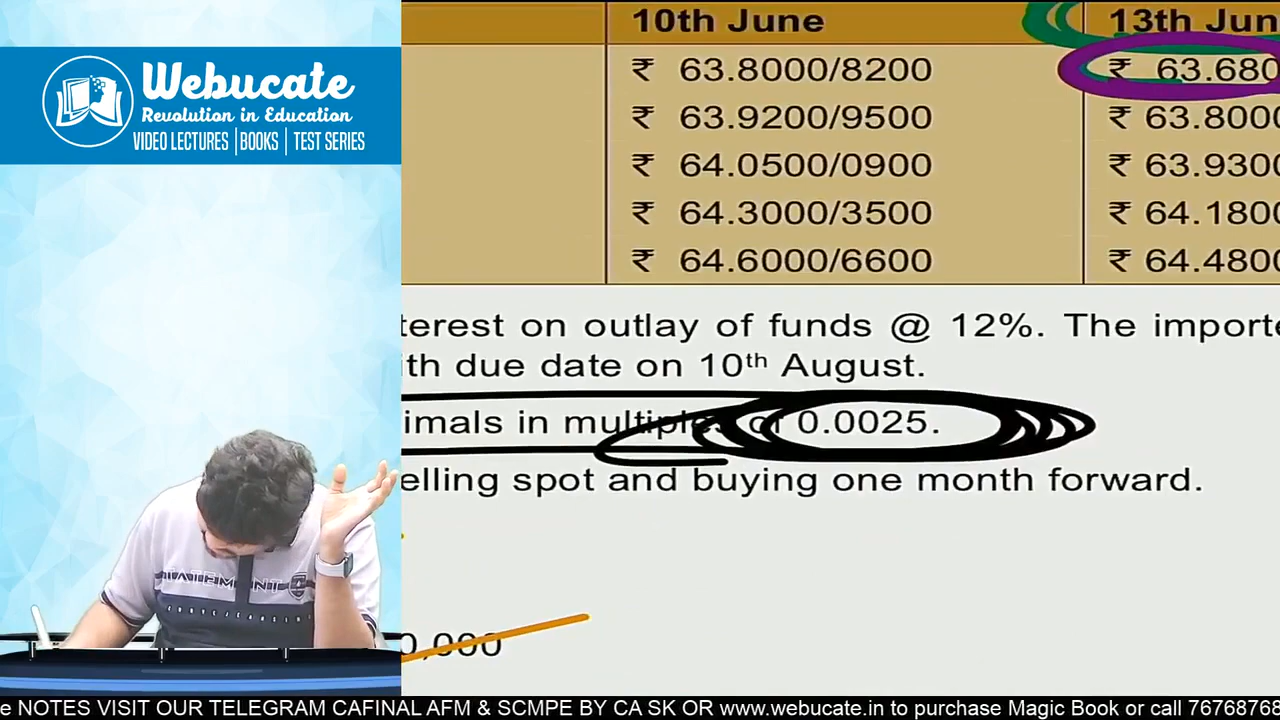 Webucate
Revolution in Education
VIDEO LECTURES | BOOKS | TEST SERIES
10th June 13th Jun
₹ 63.8000/8200 ₹ 63.680
₹ 63.9200/9500 ₹ 63.8000
₹ 64.0500/0900 ₹ 63.9300
₹ 64.3000/3500 ₹ 64.1800
₹ 64.6000/6600 ₹ 64.4800
terest on outlay of funds @ 12%. The importe
ith due date on 10th August.
imals in multiples of 0.0025.
elling spot and buying one month forward.
0,000
STATEMENT
e NOTES VISIT OUR TELEGRAM CAFINAL AFM & SCMPE BY CA SK OR www.webucate.in to purchase Magic Book or call 76768768